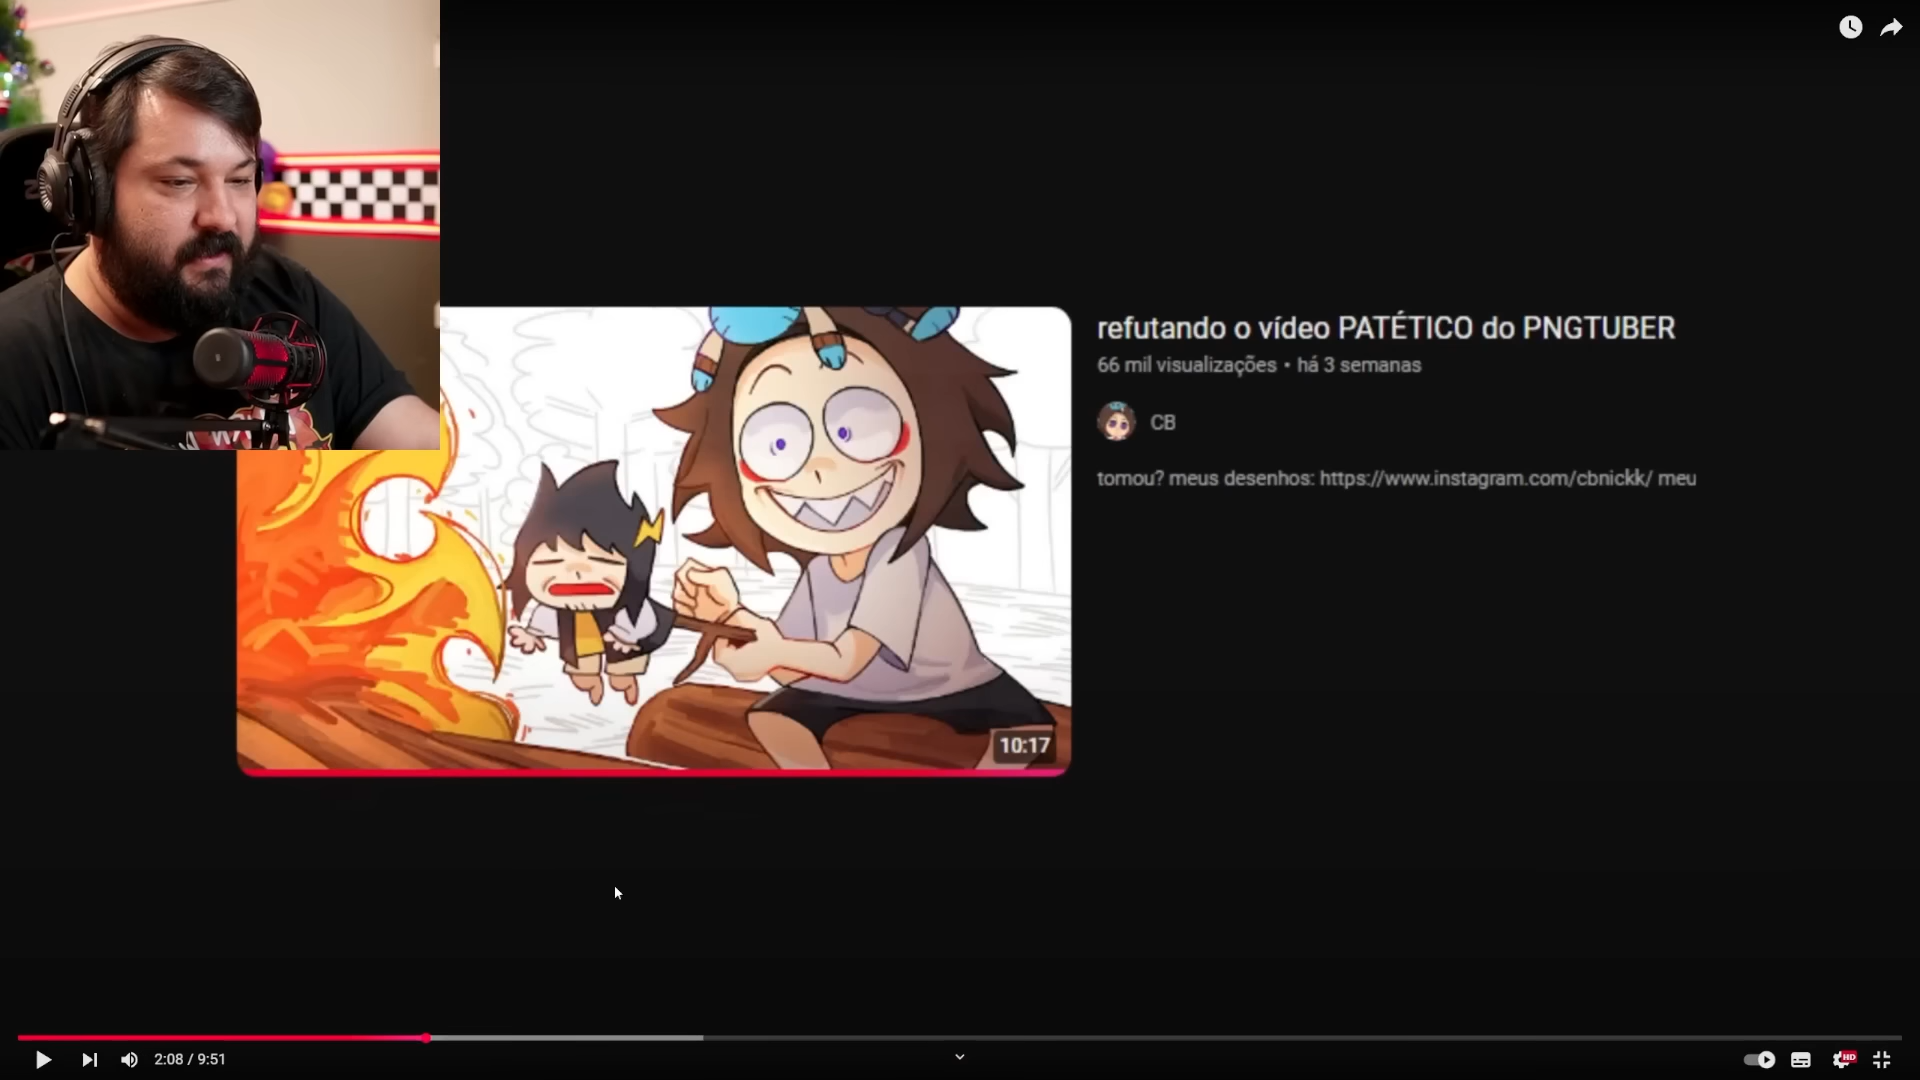 refutando o vídeo PATÉTICO do PNGTUBER
66 mil visualizações • há 3 semanas
CB
tomou? meus desenhos: https://www.instagram.com/cbnickk/ meu
10:17
2:08 / 9:51
HD